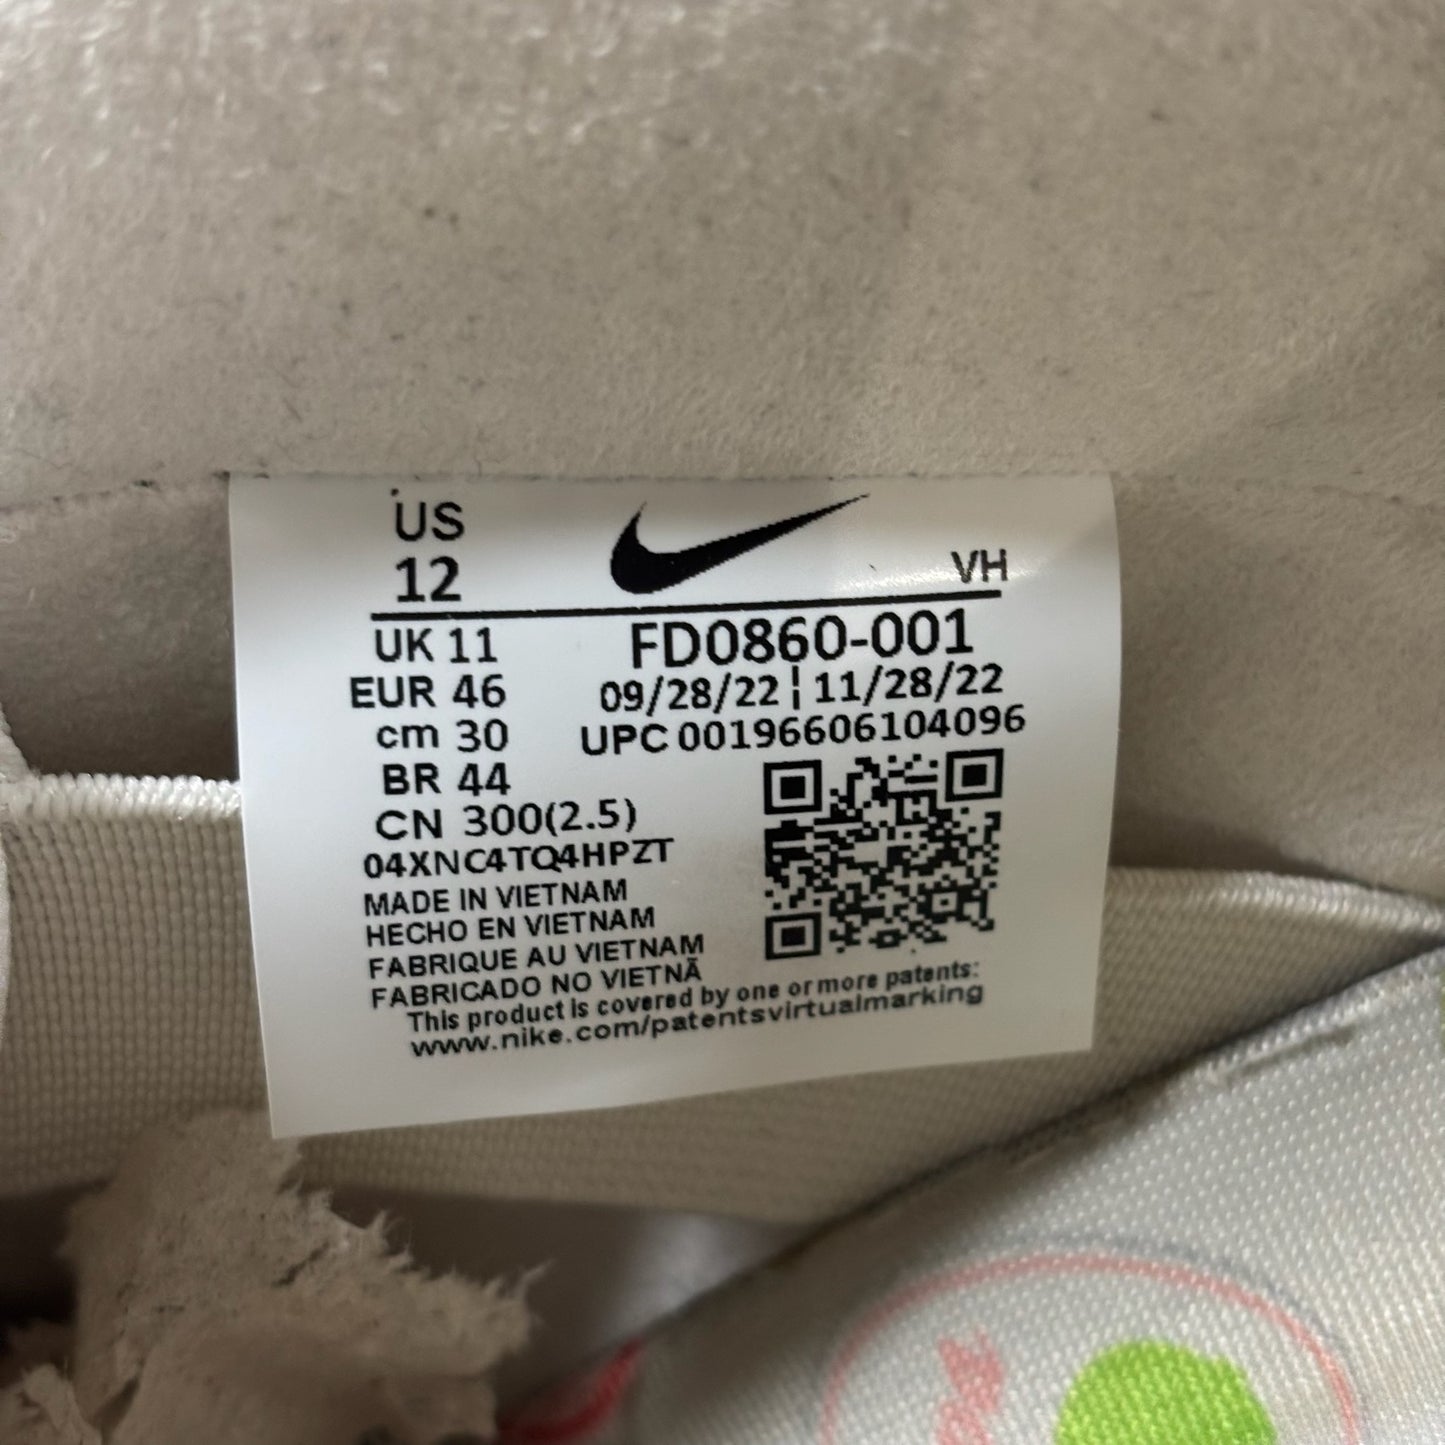 US
12
VH
UK 11
FD0860-001
EUR 46
09/28/22 ¦ 11/28/22
cm 30
UPC 00196606104096
BR 44
CN 300(2.5)
04XNC4TQ4HPZT
MADE IN VIETNAM
HECHO EN VIETNAM
FABRIQUE AU VIETNAM
FABRICADO NO VIETNÃ
This product is covered by one or more patents:
www.nike.com/patentsvirtualmarking